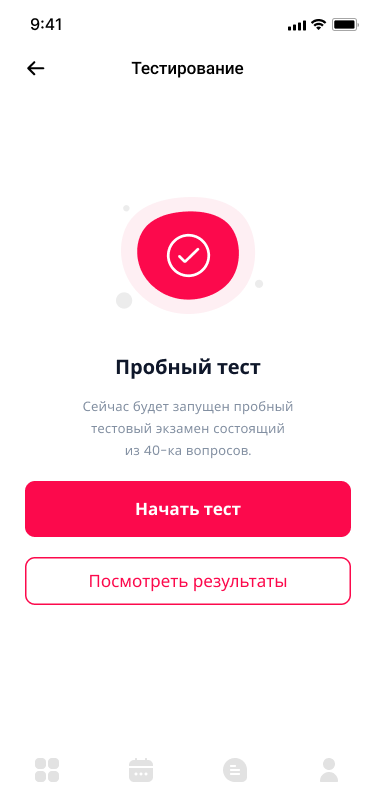 9:41
Тестирование
Пробный тест
Сейчас будет запущен пробный
тестовый экзамен состоящий
из 40-ка вопросов.
Начать тест
Посмотреть результаты